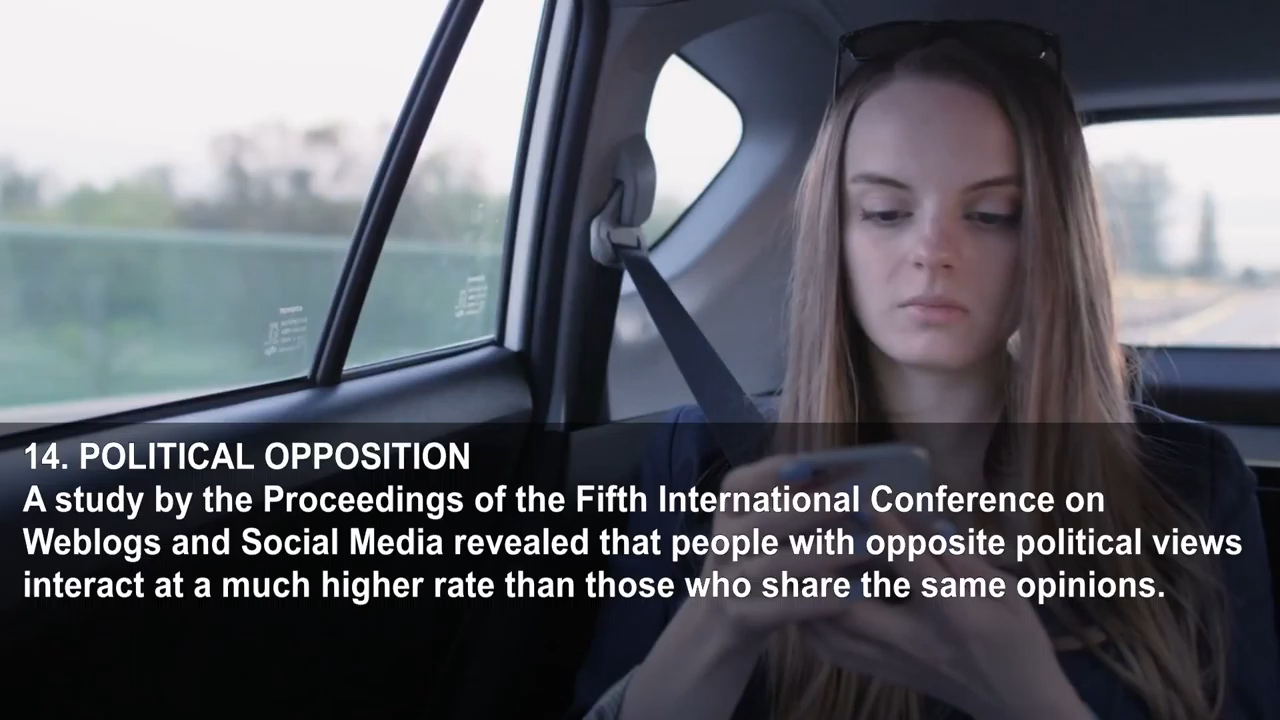 14. POLITICAL OPPOSITION
A study by the Proceedings of the Fifth International Conference on
Weblogs and Social Media revealed that people with opposite political views
interact at a much higher rate than those who share the same opinions.